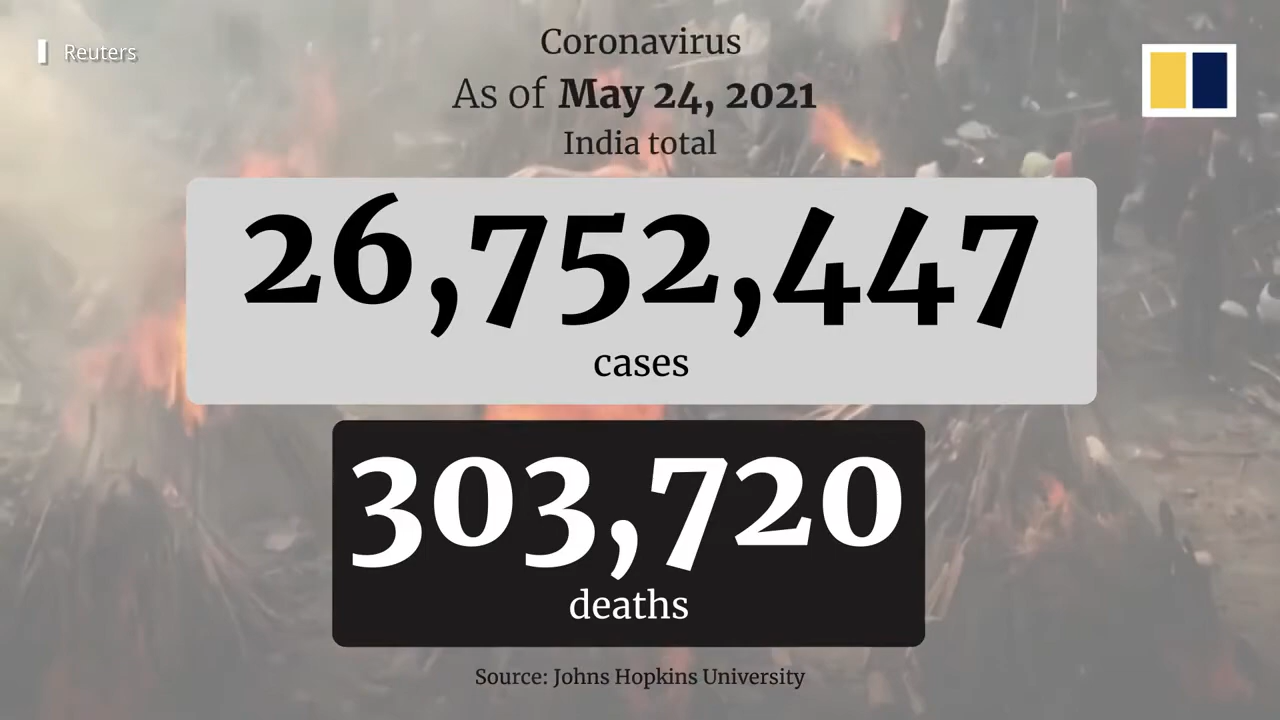 Reuters
Coronavirus
As of May 24, 2021
India total
26,752,447
cases
303,720
deaths
Source: Johns Hopkins University